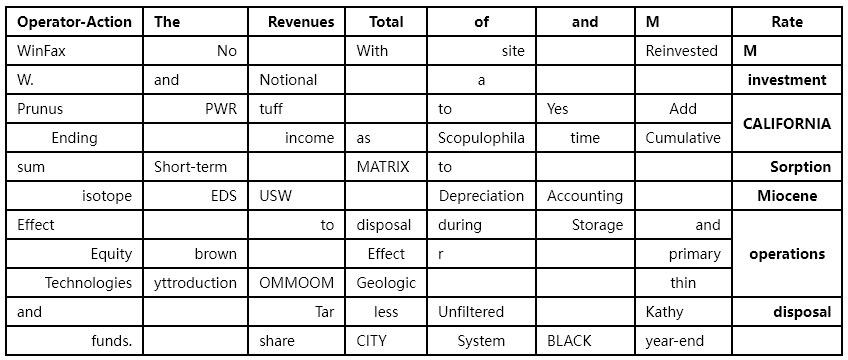 Operator-Action The Revenues Total of and M Rate
WinFax No With site Reinvested M
W. and Notional a investment
Prunus PWR tuff to Yes Add CALIFORNIA
Ending income as Scopulophila time Cumulative
sum Short-term MATRIX to Sorption
isotope EDS USW Depreciation Accounting Miocene
Effect to disposal during Storage and
Equity brown Effect r primary operations
Technologies yttroduction OMMOOM Geologic thin
and Tar less Unfiltered Kathy disposal
funds. share CITY System BLACK year-end